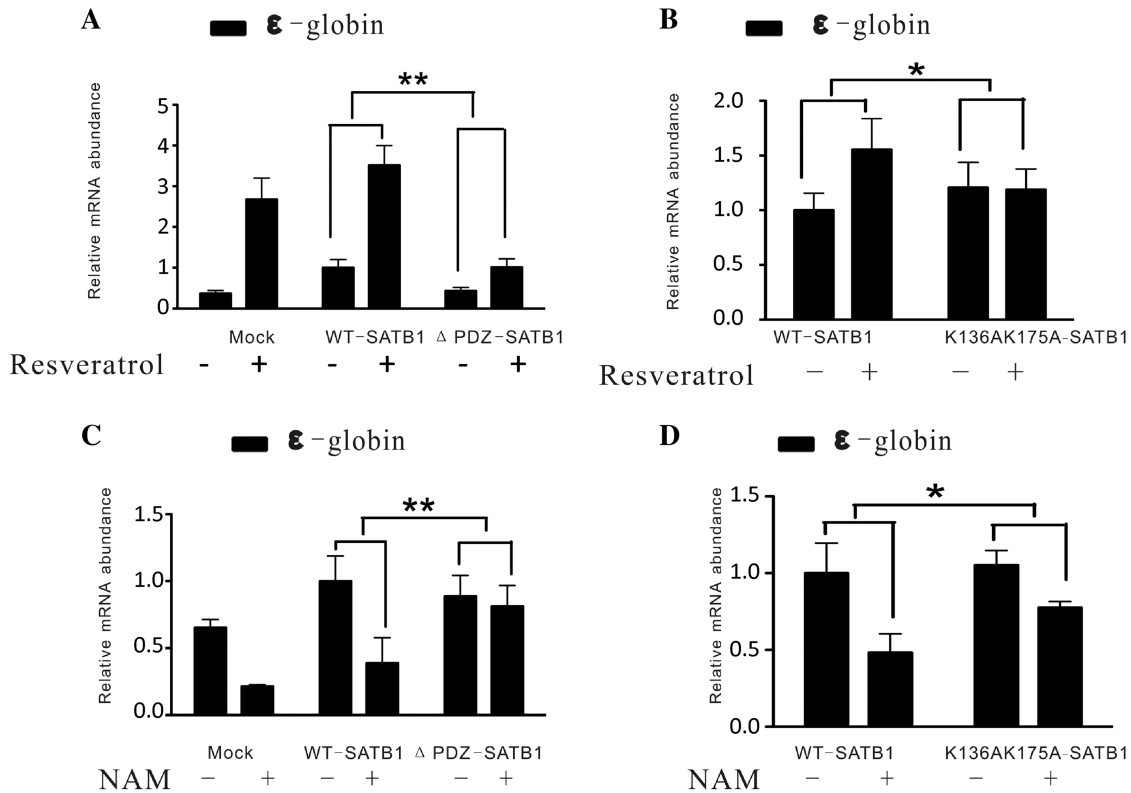 A
ε-globin
**
Relative mRNA abundance
5
4
3
2
1
0
Mock WT-SATB1 Δ PDZ-SATB1
Resveratrol - + - + - +
B
ε-globin
*
Relative mRNA abundance
2.0
1.5
1.0
0.5
0.0
WT-SATB1 K136AK175A-SATB1
Resveratrol − + − +
C
ε-globin
**
Relative mRNA abundance
1.5
1.0
0.5
0.0
Mock WT-SATB1 Δ PDZ-SATB1
NAM − + − + − +
D
ε-globin
*
Relative mRNA abundance
1.5
1.0
0.5
0.0
WT-SATB1 K136AK175A-SATB1
NAM − + − +